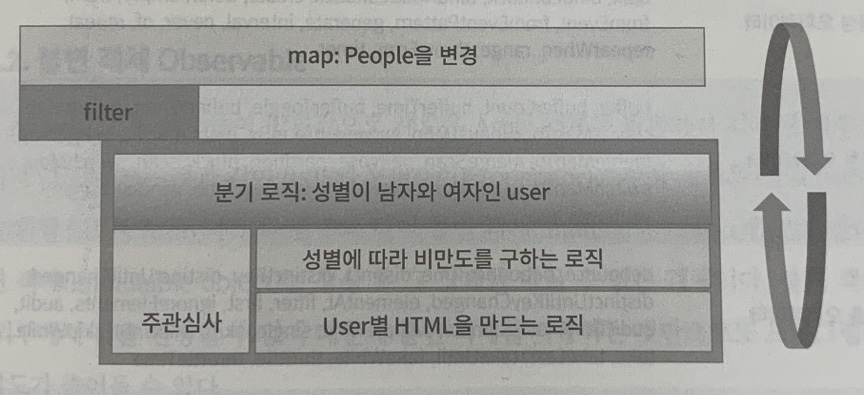 map: People을 변경
filter
분기 로직: 성별이 남자와 여자인 user
성별에 따라 비만도를 구하는 로직
주관심사
User별 HTML을 만드는 로직